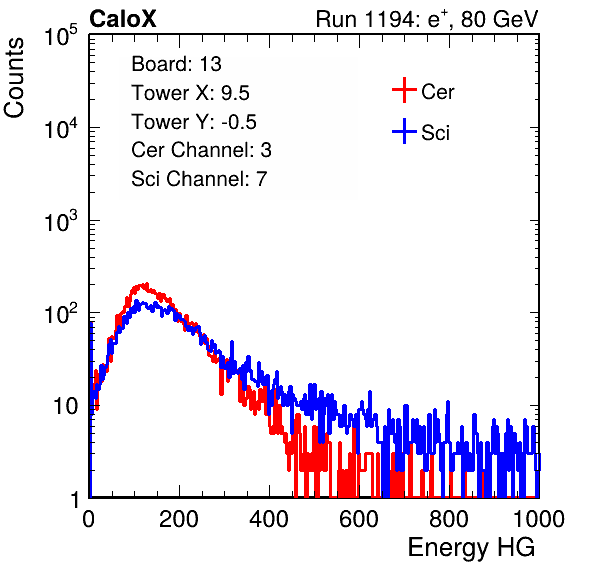 CaloX Run 1194: e⁺, 80 GeV
Counts
10⁵
10⁴
10³
10²
10
1
Board: 13
Tower X: 9.5
Tower Y: -0.5
Cer Channel: 3
Sci Channel: 7
Cer
Sci
0 200 400 600 800 1000
Energy HG